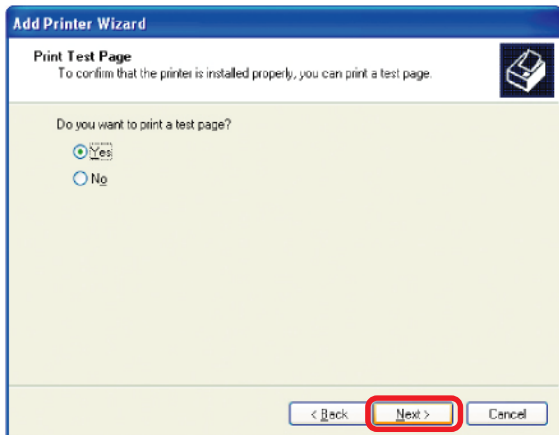 Add Printer Wizard
Print Test Page
To confirm that the printer is installed properly, you can print a test page.
Do you want to print a test page?
Yes
No
< Back
Next >
Cancel